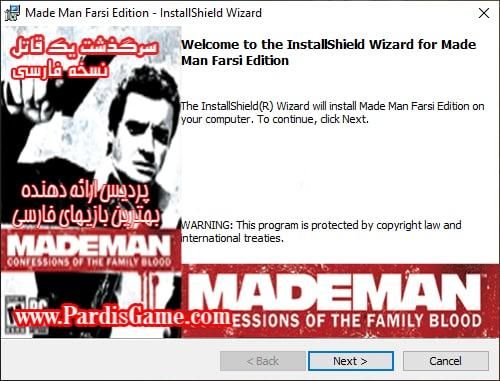 Made Man Farsi Edition - InstallShield Wizard
سرگذشت یک قاتل
نسخه فارسی
پردیس ارائه دهنده
بهترین بازیهای فارسی
MADEMAN
CONFESSIONS OF THE FAMILY BLOOD
PC
www.PardisGame.com
Welcome to the InstallShield Wizard for Made
Man Farsi Edition
The InstallShield(R) Wizard will install Made Man Farsi Edition on
your computer. To continue, click Next.
WARNING: This program is protected by copyright law and
international treaties.
MADEMAN
ONFESSIONS OF THE FAMILY BLOOD
< Back
Next >
Cancel